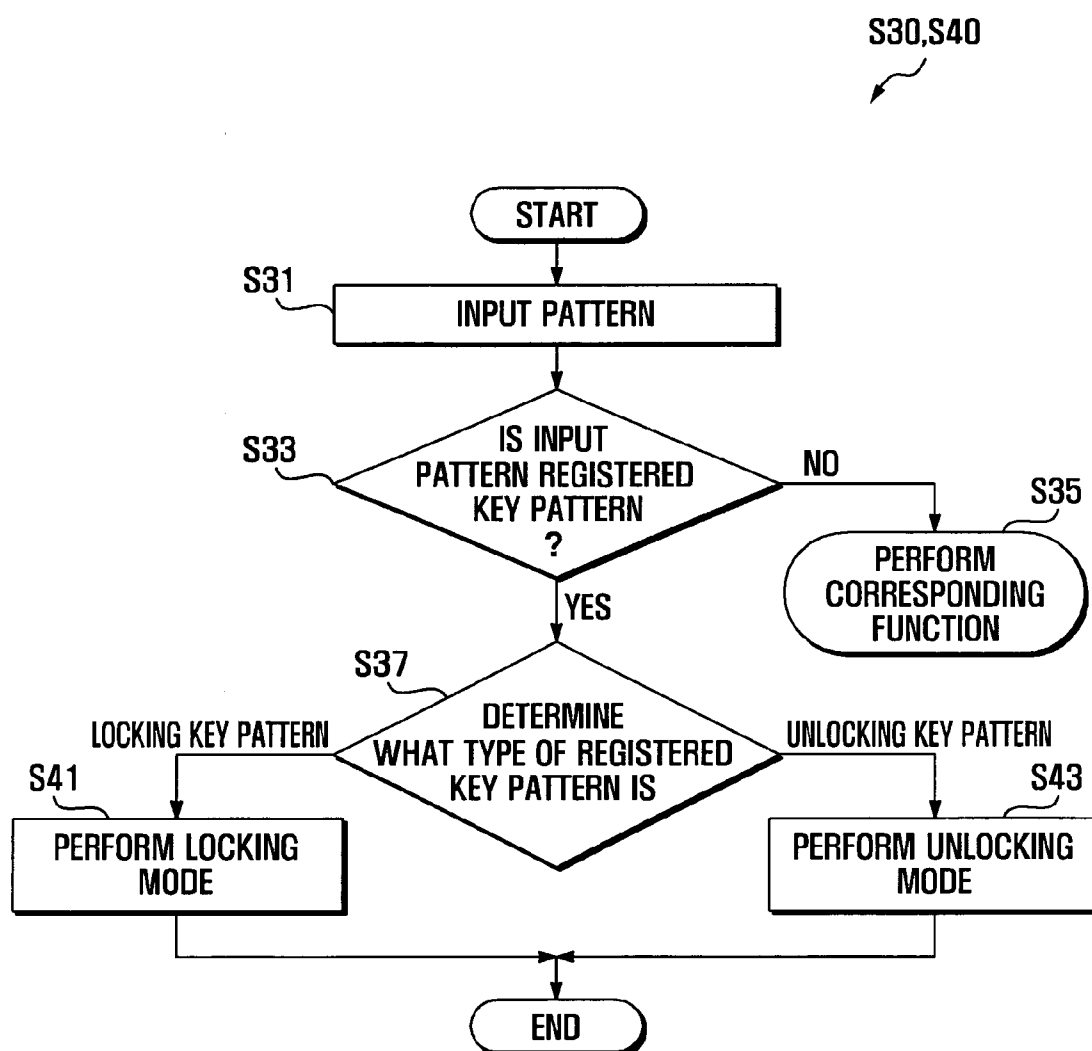 S30,S40
START
S31
INPUT PATTERN
S33
IS INPUT
PATTERN REGISTERED
KEY PATTERN
?
NO
S35
PERFORM
CORRESPONDING
FUNCTION
YES
S37
DETERMINE
WHAT TYPE OF REGISTERED
KEY PATTERN IS
LOCKING KEY PATTERN
UNLOCKING KEY PATTERN
S41
PERFORM LOCKING
MODE
S43
PERFORM UNLOCKING
MODE
END